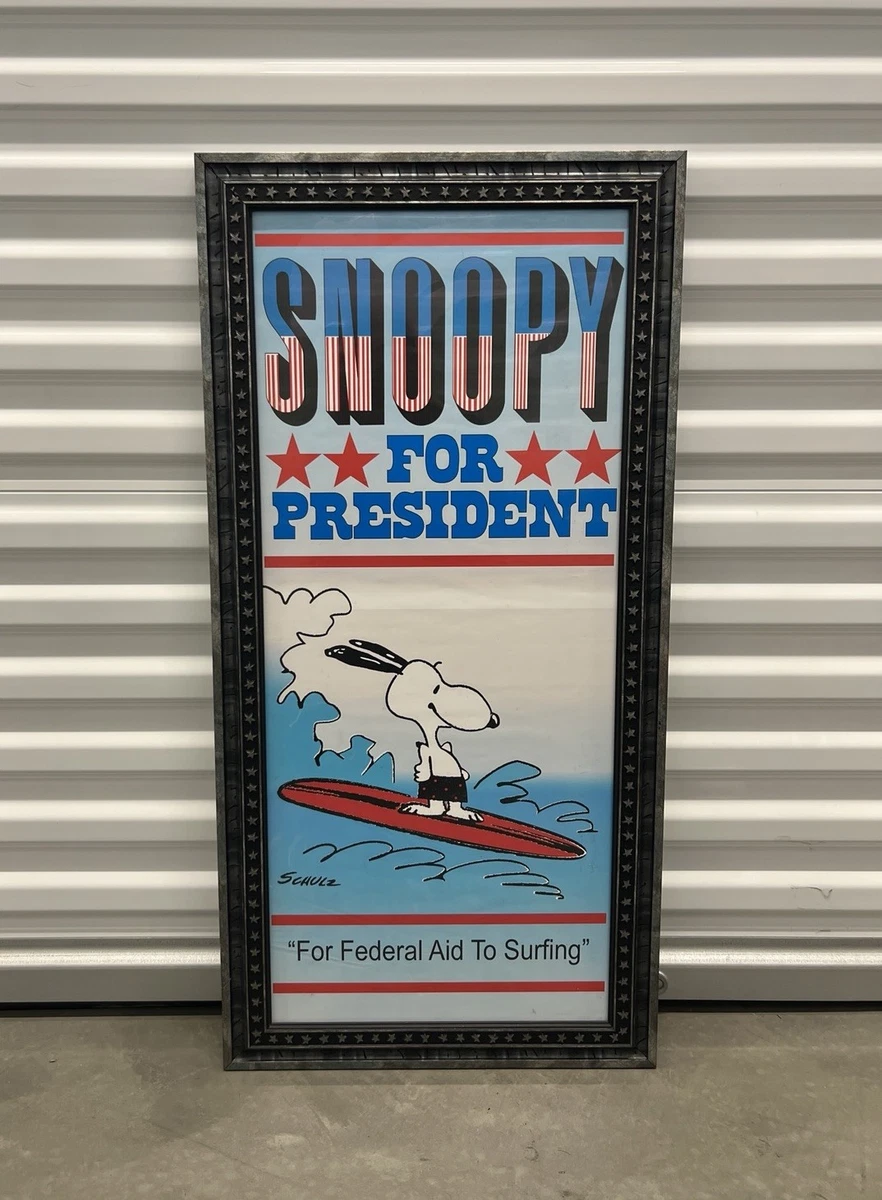 SNOOPY
FOR
PRESIDENT
SCHULZ
“For Federal Aid To Surfing”